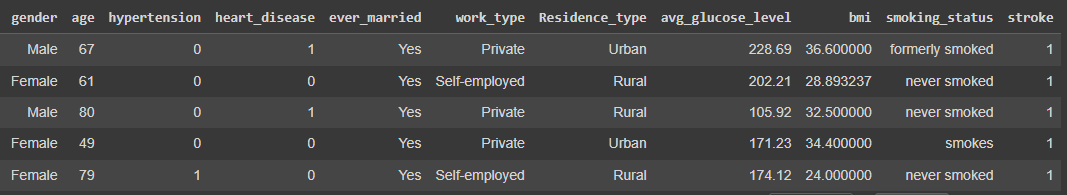 gender age hypertension heart_disease ever_married work_type Residence_type avg_glucose_level bmi smoking_status stroke
Male 67 0 1 Yes Private Urban 228.69 36.600000 formerly smoked 1
Female 61 0 0 Yes Self-employed Rural 202.21 28.893237 never smoked 1
Male 80 0 1 Yes Private Rural 105.92 32.500000 never smoked 1
Female 49 0 0 Yes Private Urban 171.23 34.400000 smokes 1
Female 79 1 0 Yes Self-employed Rural 174.12 24.000000 never smoked 1